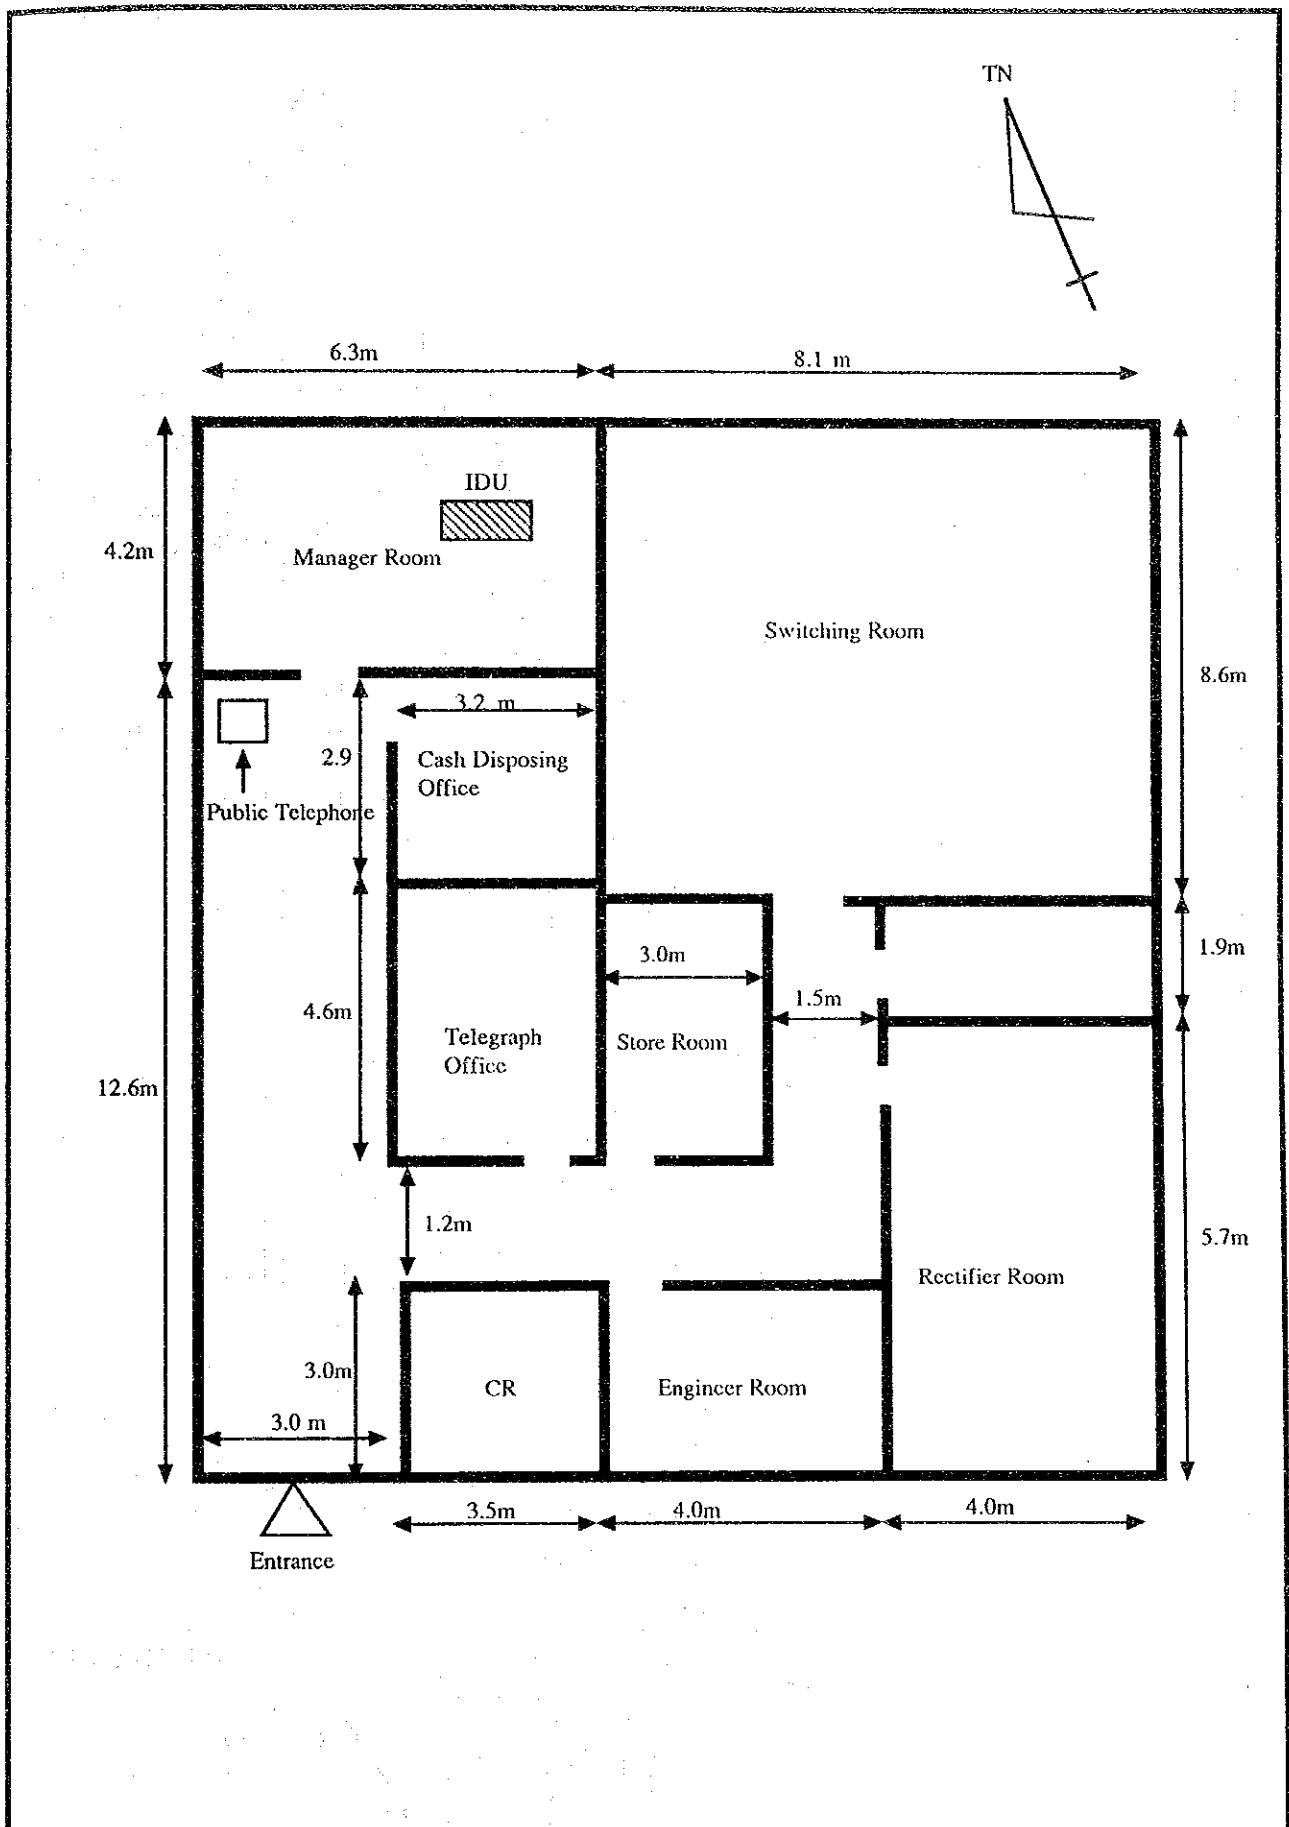 TN
6.3m
8.1 m
IDU
4.2m
Manager Room
Switching Room
8.6m
3.2 m
2.9
Cash Disposing
Office
Public Telephone
3.0m
1.9m
1.5m
4.6m
Telegraph
Office
Store Room
12.6m
1.2m
5.7m
Rectifier Room
3.0m
CR
Engineer Room
3.0 m
3.5m
4.0m
4.0m
Entrance